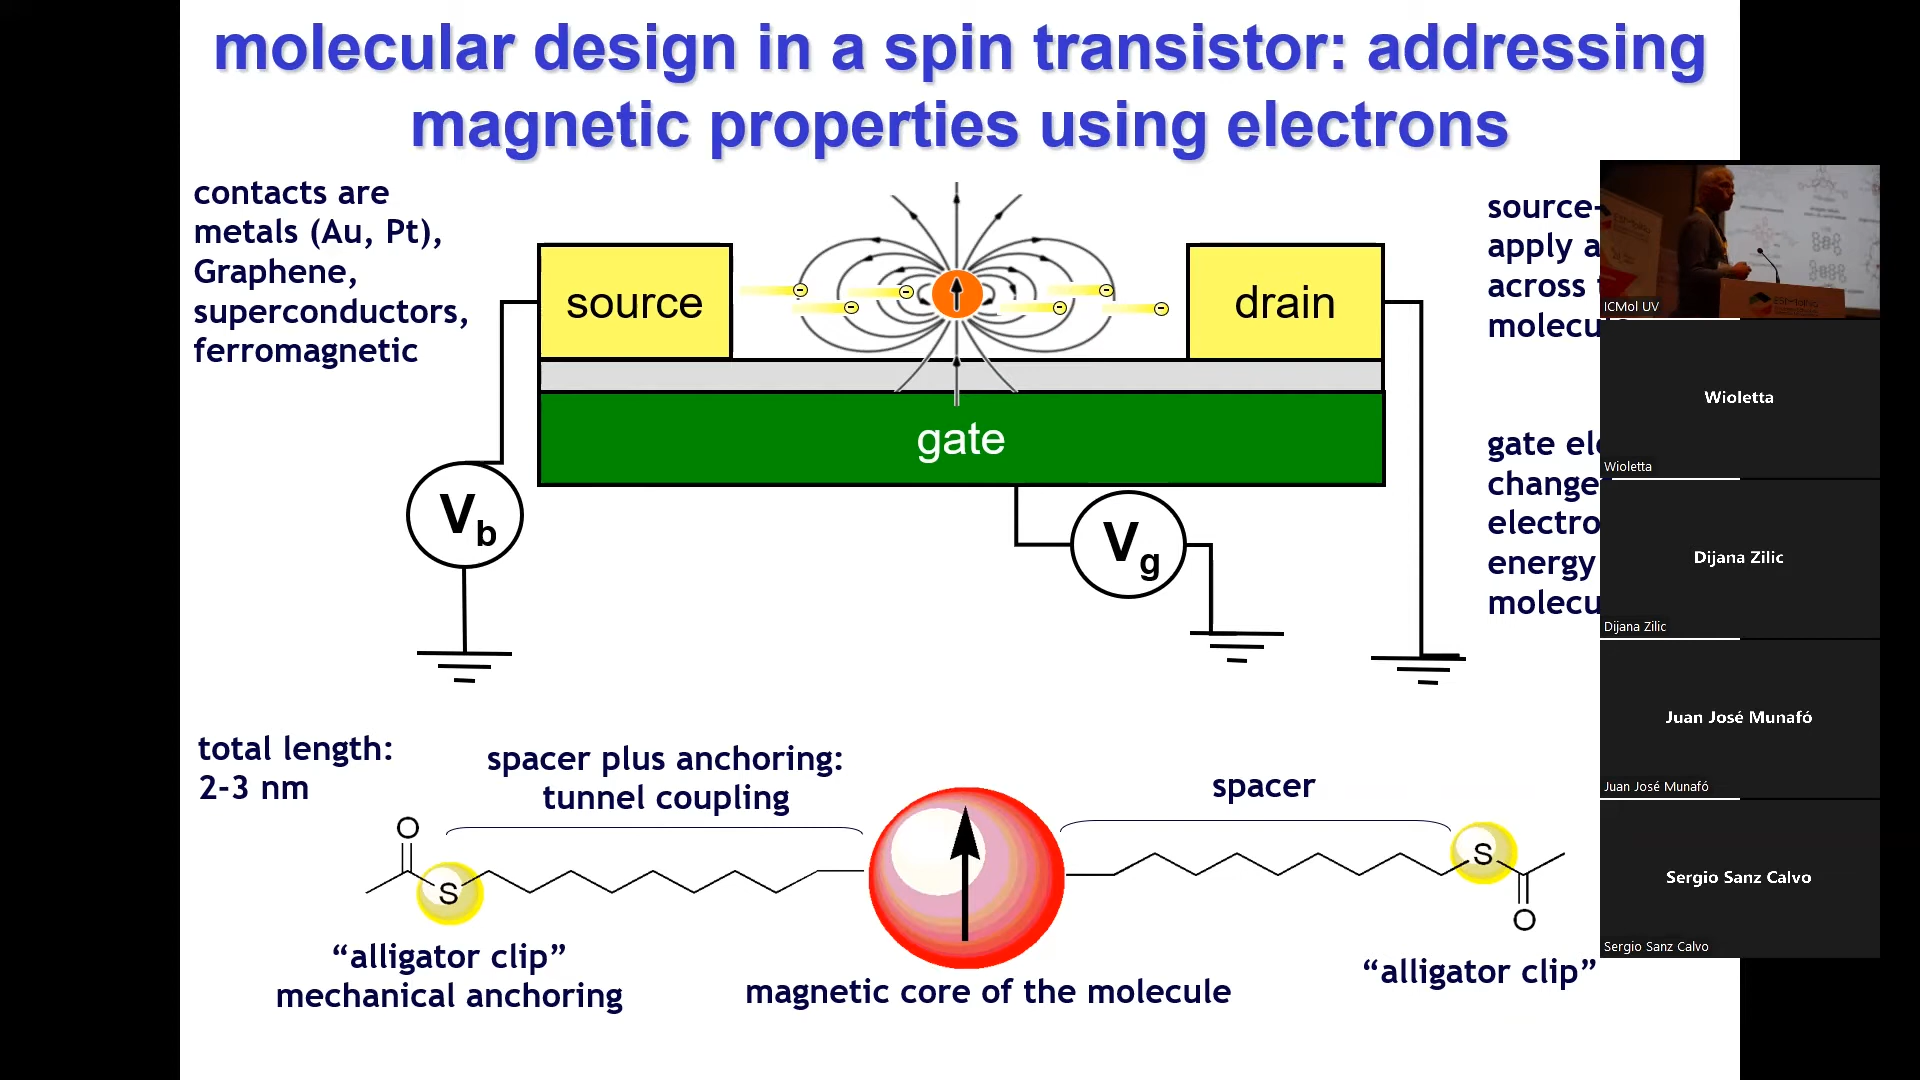 molecular design in a spin transistor: addressing
magnetic properties using electrons
contacts are
metals (Au, Pt),
Graphene,
superconductors,
ferromagnetic
source
drain
gate
V_b
V_g
source-
apply a
across
molecu
gate el
change
electro
energy
molecu
total length:
2-3 nm
spacer plus anchoring:
tunnel coupling
spacer
O
S
S
O
“alligator clip”
mechanical anchoring
magnetic core of the molecule
“alligator clip”
ICMol UV
Wioletta
Wioletta
Dijana Zilic
Dijana Zilic
Juan José Munafó
Juan José Munafó
Sergio Sanz Calvo
Sergio Sanz Calvo